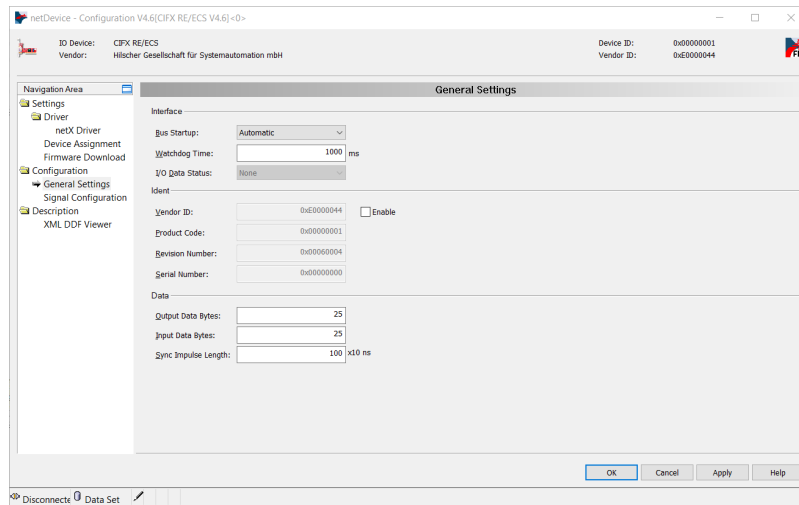 netDevice - Configuration V4.6[CIFX RE/ECS V4.6]<0>
IO Device: CIFX RE/ECS Device ID: 0x00000001
Vendor: Hilscher Gesellschaft für Systemautomation mbH Vendor ID: 0xE0000044
Navigation Area
Settings
Driver
netX Driver
Device Assignment
Firmware Download
Configuration
General Settings
Signal Configuration
Description
XML DDF Viewer
General Settings
Interface
Bus Startup: Automatic
Watchdog Time: 1000 ms
I/O Data Status: None
Ident
Vendor ID: 0xE0000044 Enable
Product Code: 0x00000001
Revision Number: 0x00060004
Serial Number: 0x00000000
Data
Output Data Bytes: 25
Input Data Bytes: 25
Sync Impulse Length: 100 x10 ns
OK Cancel Apply Help
Disconnecte Data Set